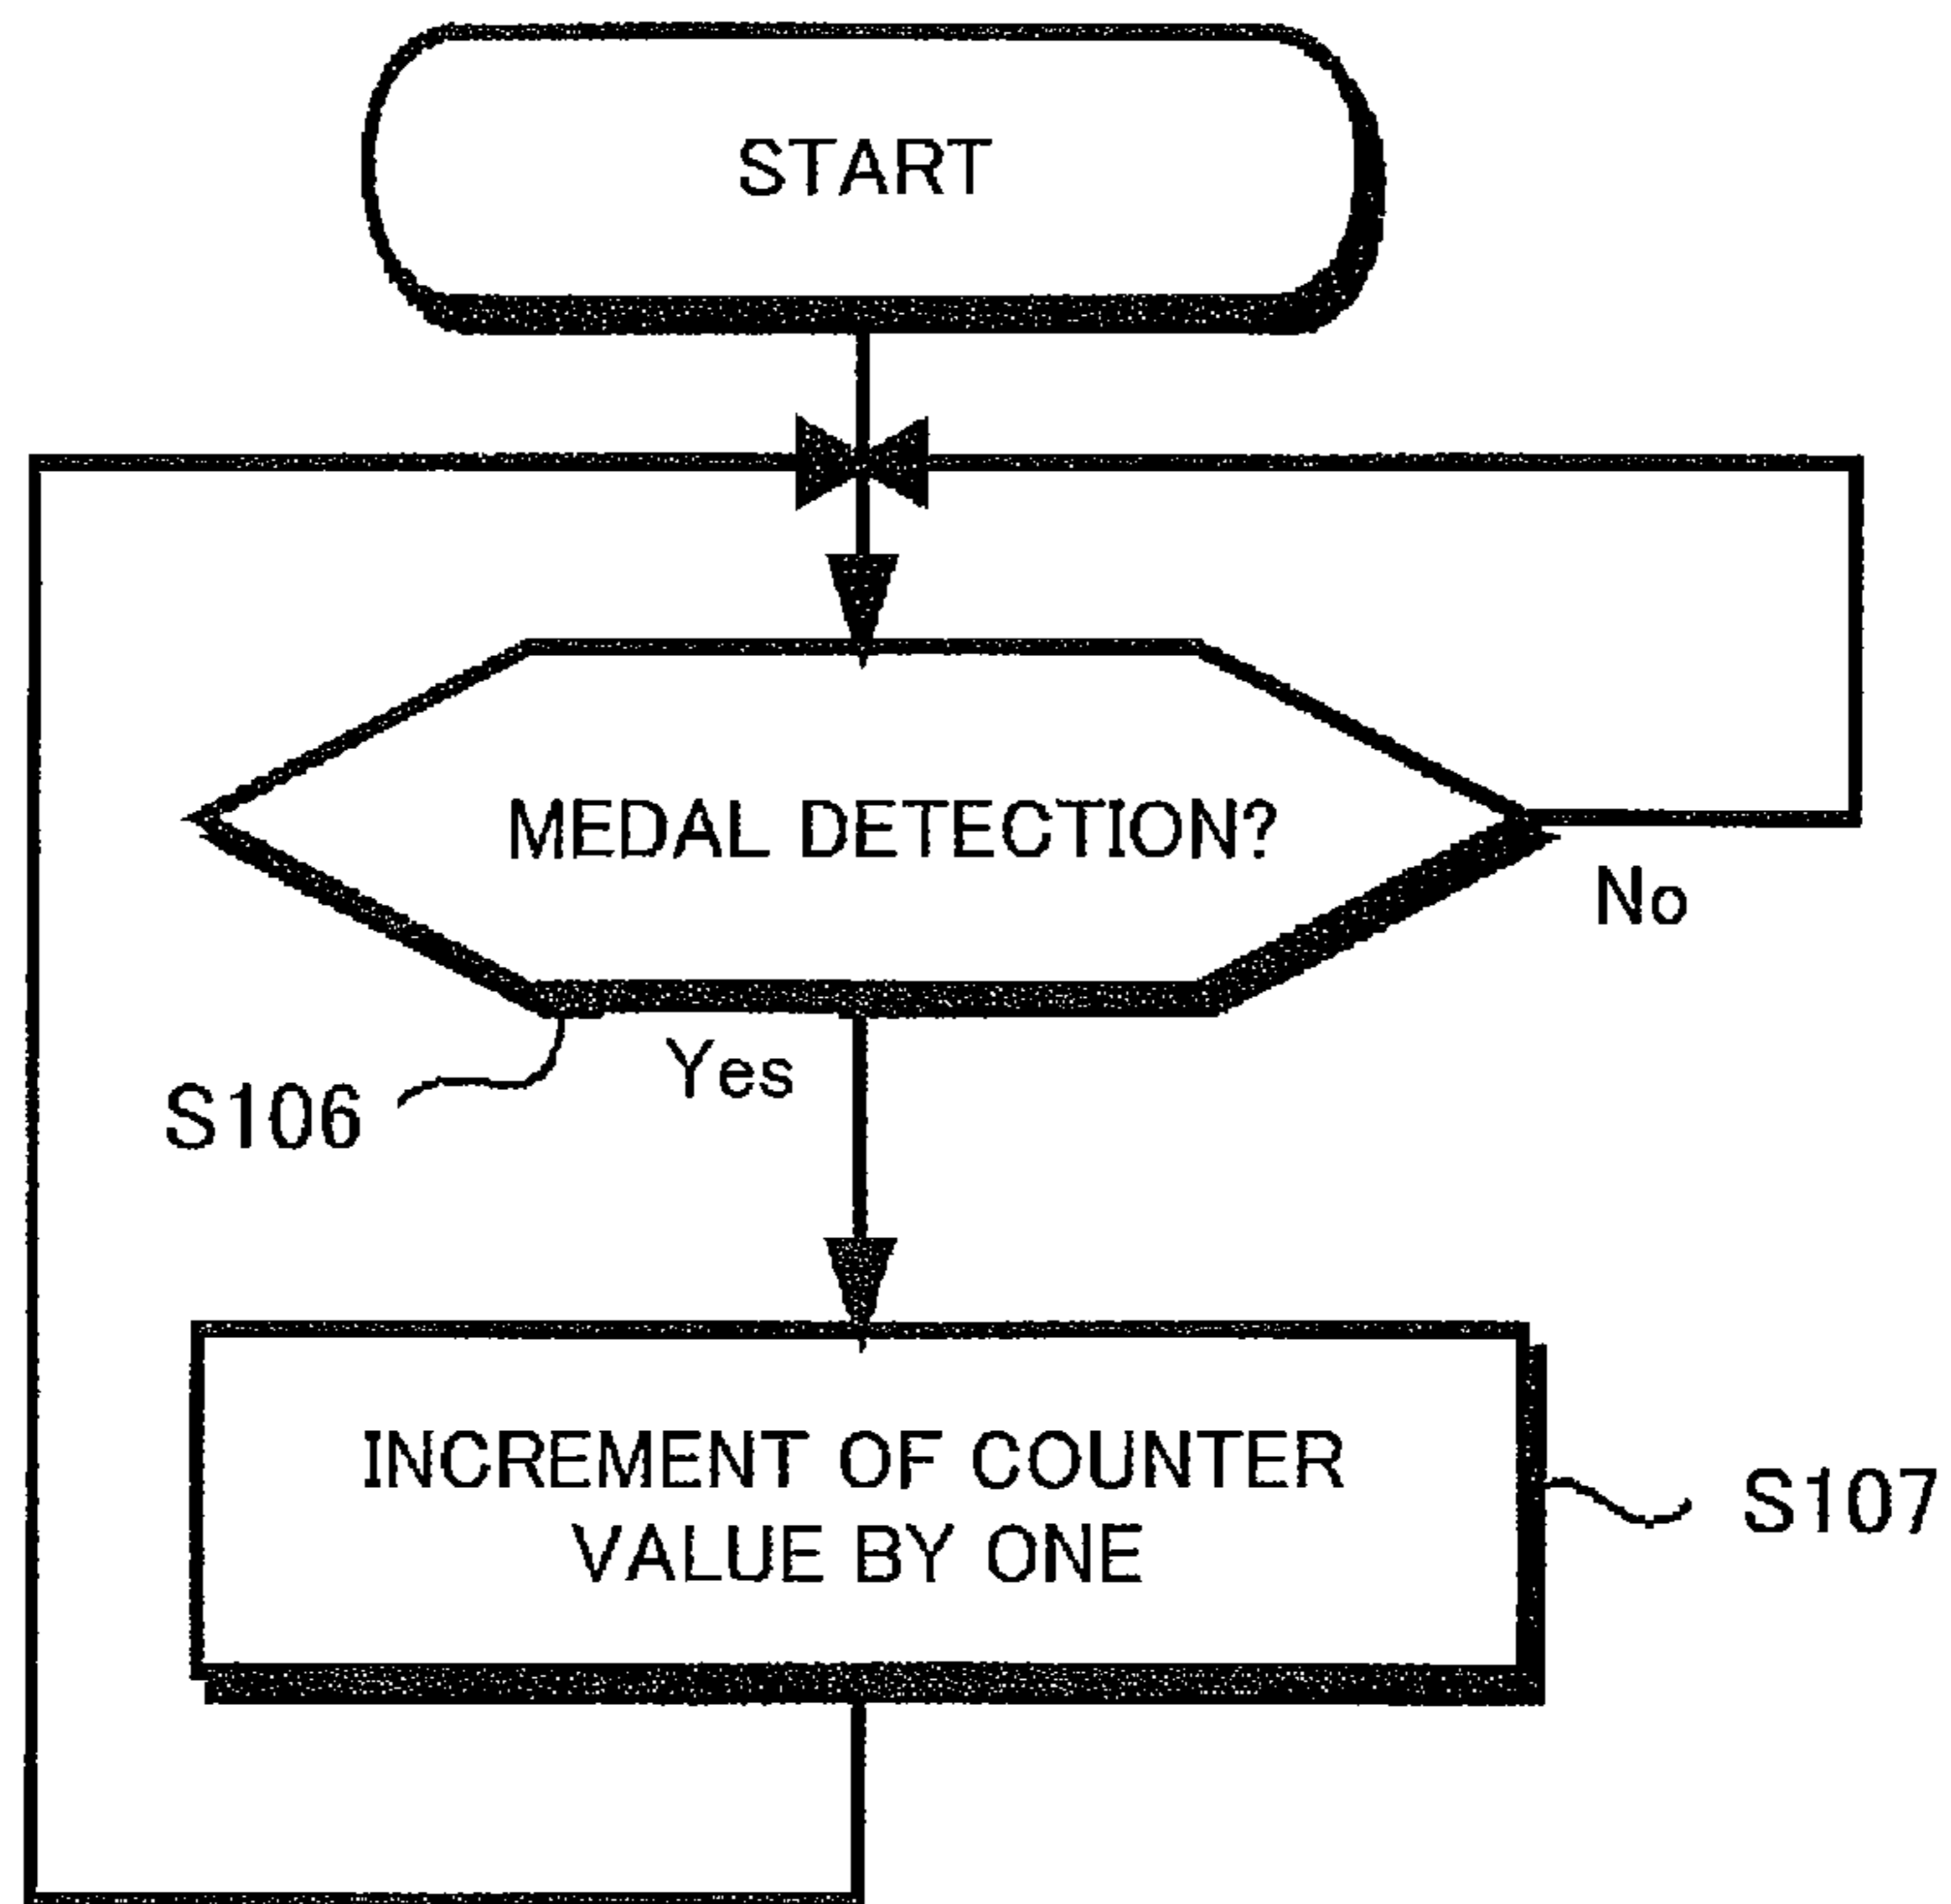 START
MEDAL DETECTION?
No
Yes
S106
INCREMENT OF COUNTER
VALUE BY ONE
S107